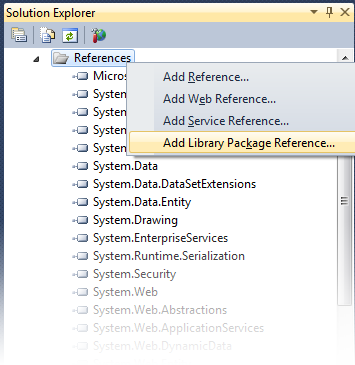 Solution Explorer
References
Micros
Add Reference...
System
Add Web Reference...
System
Add Service Reference...
System
Add Library Package Reference...
System.Data
System.Data.DataSetExtensions
System.Data.Entity
System.Drawing
System.EnterpriseServices
System.Runtime.Serialization
System.Security
System.Web
System.Web.Abstractions
System.Web.ApplicationServices
System.Web.DynamicData